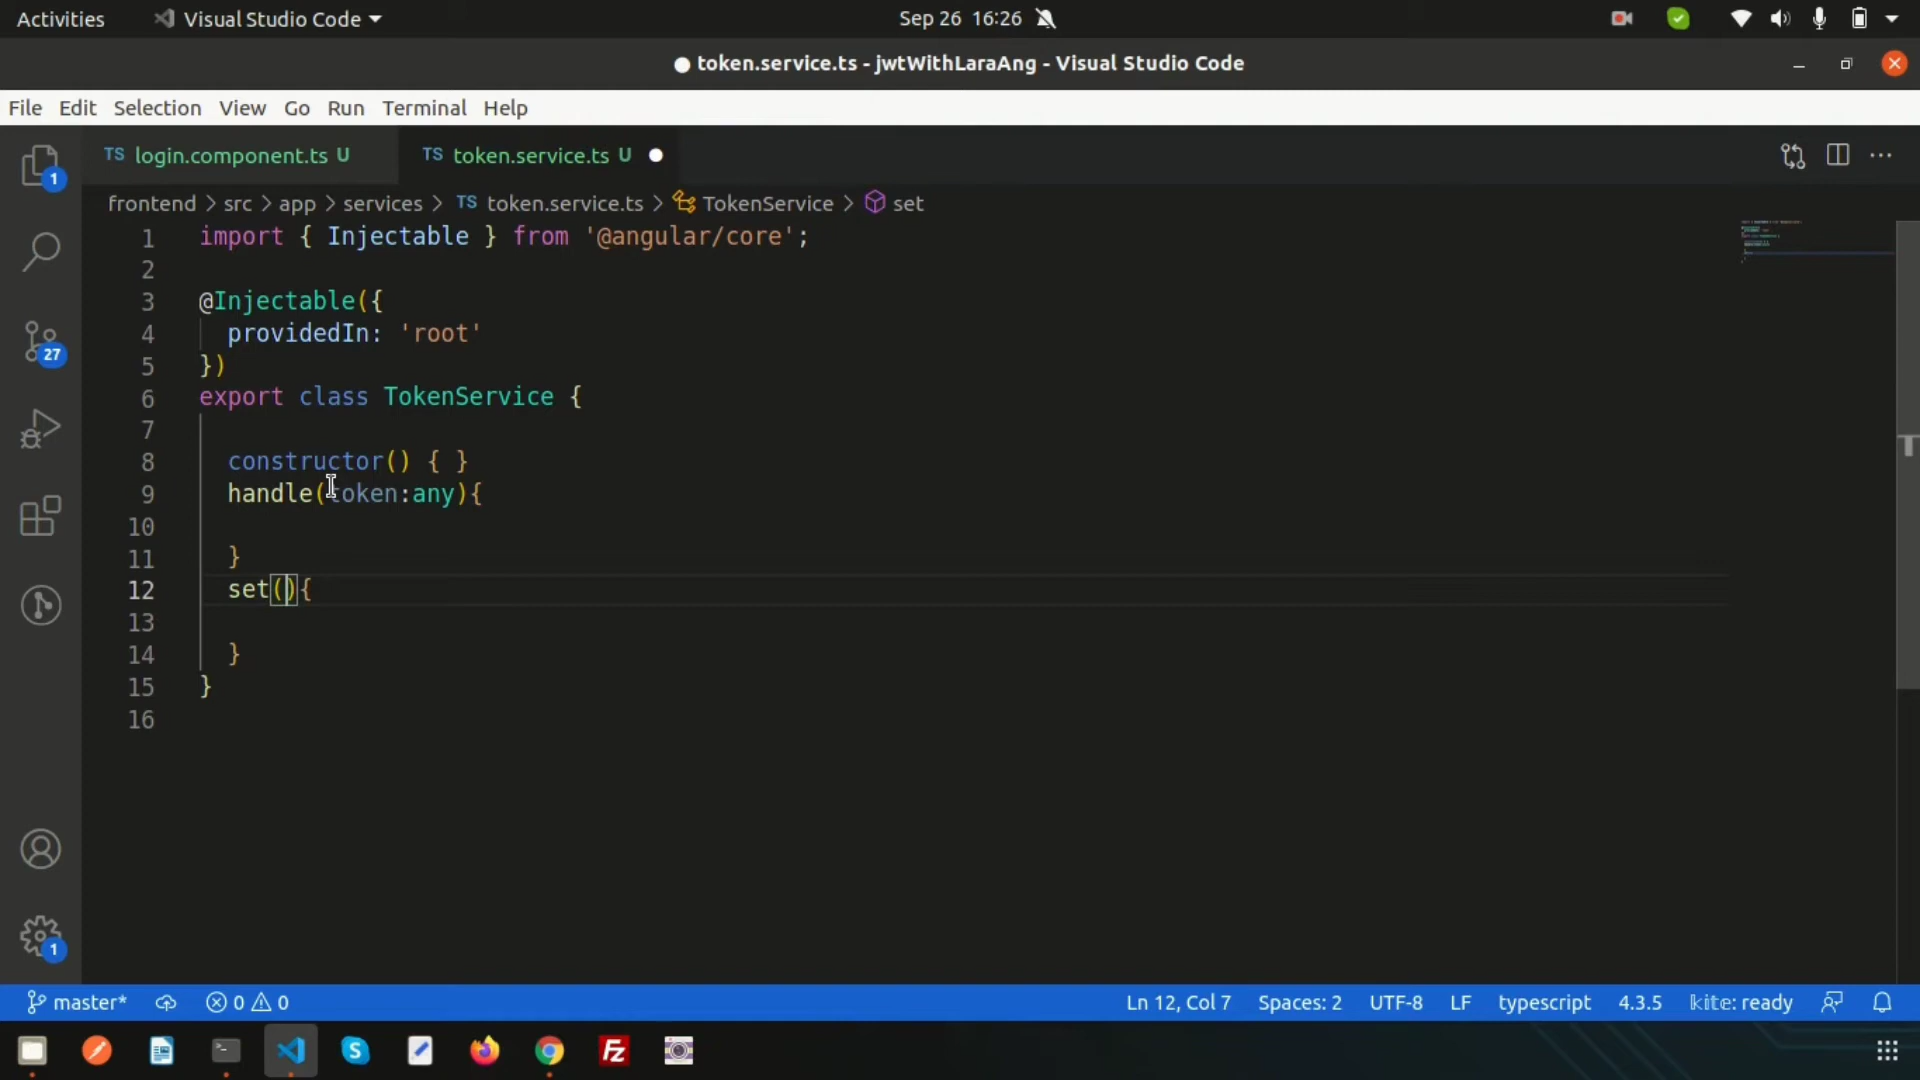 Activities Visual Studio Code Sep 26 16:26
token.service.ts - jwtWithLaraAng - Visual Studio Code
File Edit Selection View Go Run Terminal Help
TS login.component.ts U TS token.service.ts U
frontend > src > app > services > TS token.service.ts > TokenService > set
1 import { Injectable } from '@angular/core';
2
3 @Injectable({
4 providedIn: 'root'
5 })
6 export class TokenService {
7
8 constructor() { }
9 handle(token:any){
10
11 }
12 set(){
13
14 }
15 }
16
1
27
1
master* 0 0 Ln 12, Col 7 Spaces: 2 UTF-8 LF typescript 4.3.5 kite: ready
Fz